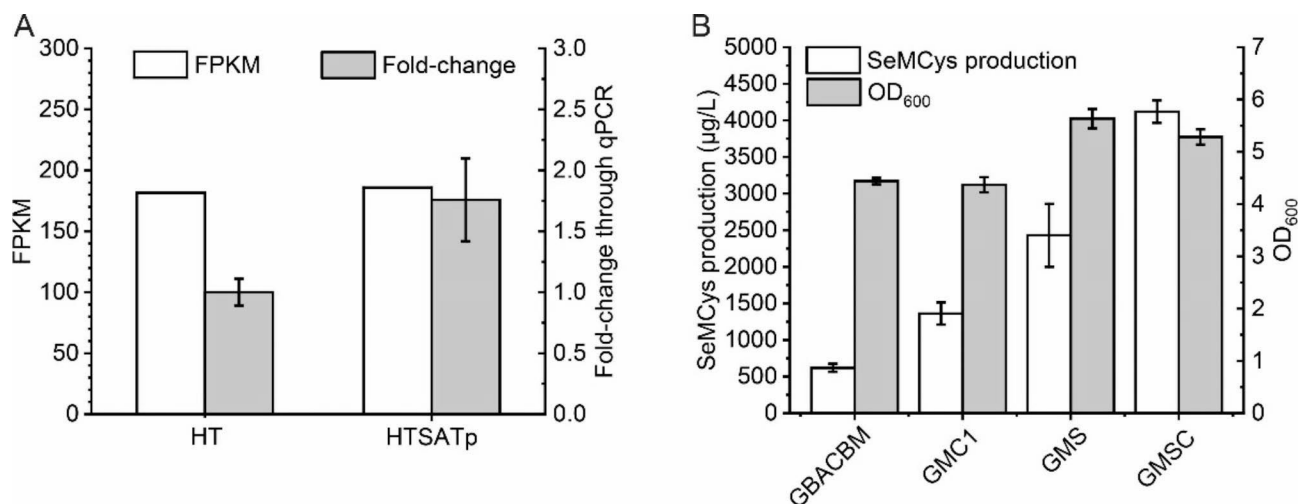 A
FPKM
Fold-change
300
250
200
150
100
50
0
FPKM
3.0
2.5
2.0
1.5
1.0
0.5
0.0
Fold-change through qPCR
HT
HTSATp
B
SeMCys production
OD600
5000
4500
4000
3500
3000
2500
2000
1500
1000
500
0
SeMCys production (µg/L)
7
6
5
4
3
2
1
0
OD600
GBACBM
GMC1
GMS
GMSC